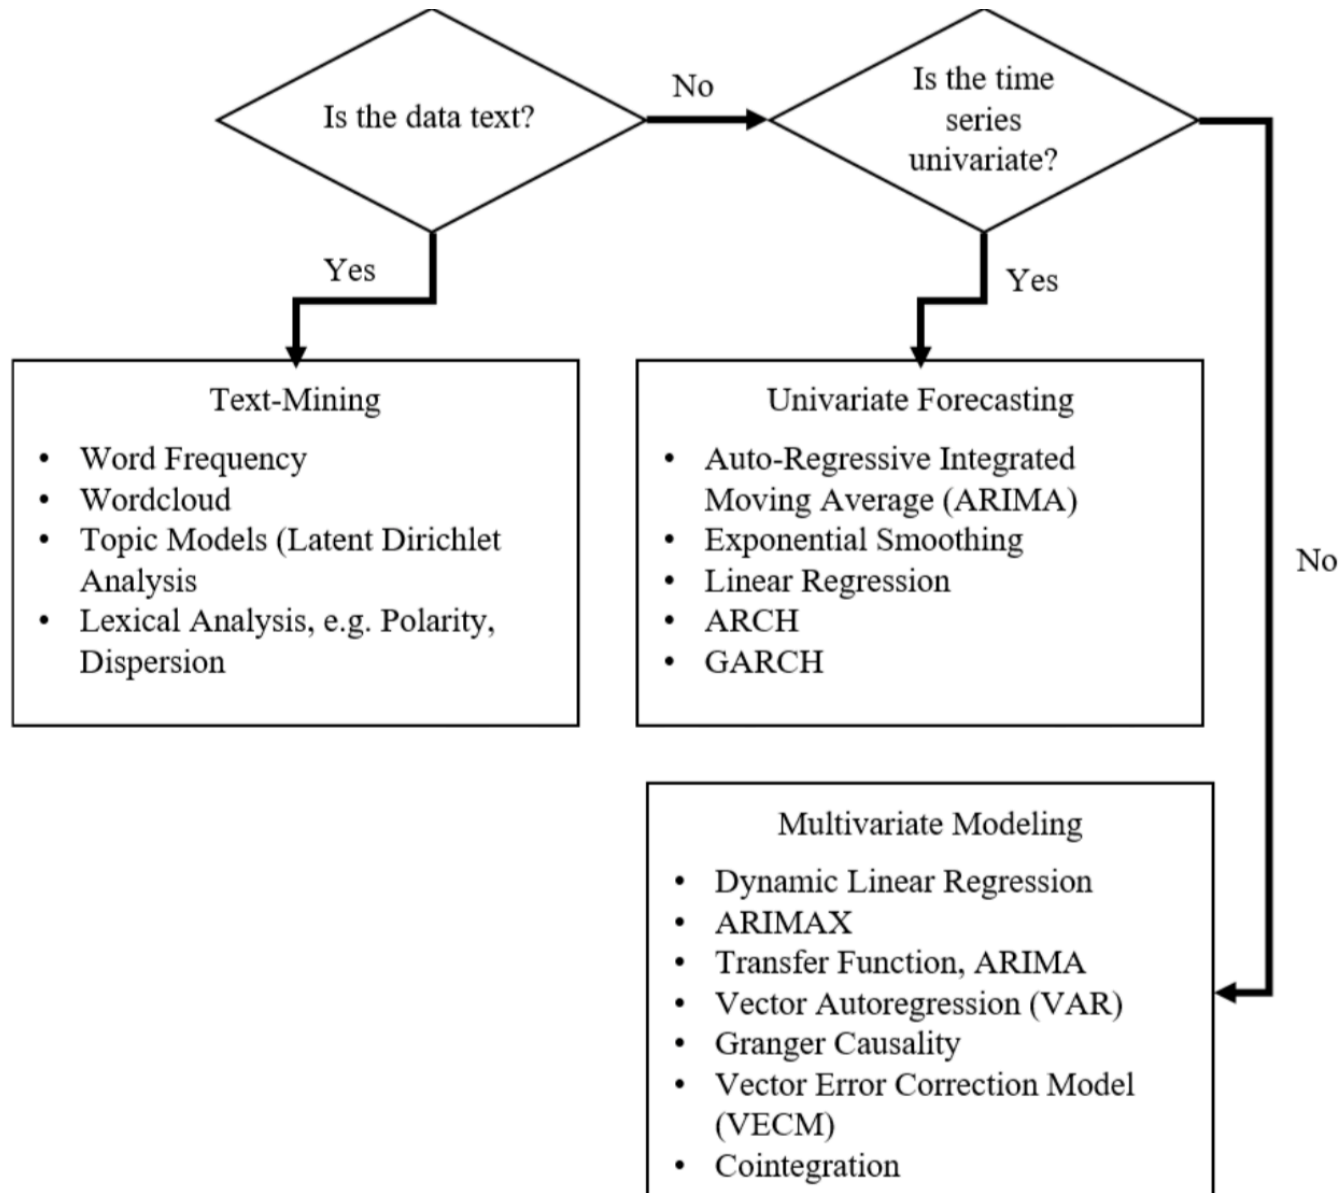 Is the data text?
No
Is the time
series
univariate?
Yes
Yes
No
Text-Mining
• Word Frequency
• Wordcloud
• Topic Models (Latent Dirichlet
Analysis
• Lexical Analysis, e.g. Polarity,
Dispersion
Univariate Forecasting
• Auto-Regressive Integrated
Moving Average (ARIMA)
• Exponential Smoothing
• Linear Regression
• ARCH
• GARCH
Multivariate Modeling
• Dynamic Linear Regression
• ARIMAX
• Transfer Function, ARIMA
• Vector Autoregression (VAR)
• Granger Causality
• Vector Error Correction Model
(VECM)
• Cointegration